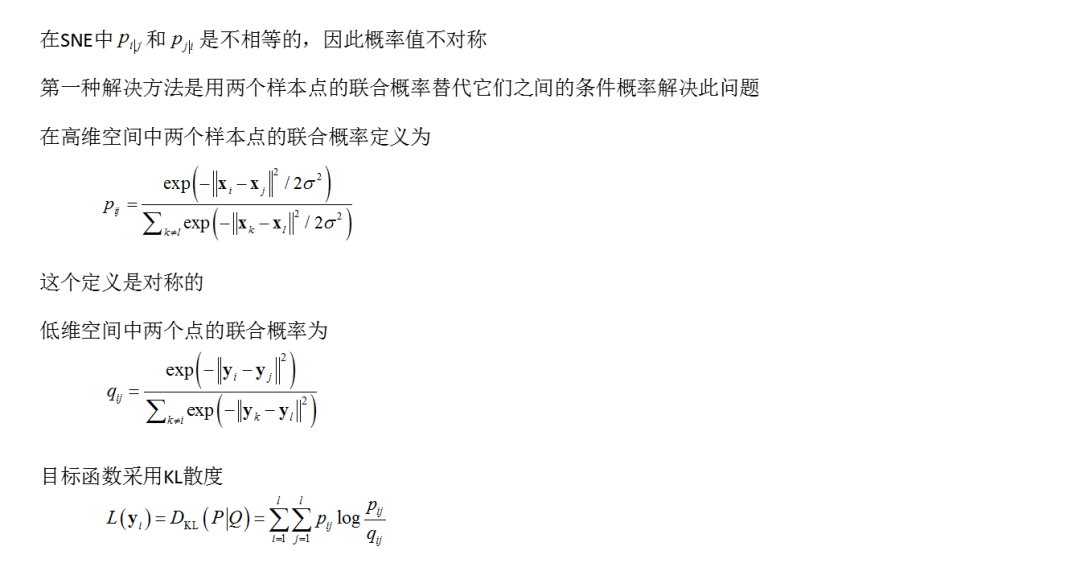 在SNE中 p_{i|j} 和 p_{j|i} 是不相等的，因此概率值不对称
第一种解决方法是用两个样本点的联合概率替代它们之间的条件概率解决此问题
在高维空间中两个样本点的联合概率定义为
p_{ij} = \frac{\exp\left(-\|\mathbf{x}_i - \mathbf{x}_j\|^2 / 2\sigma^2\right)}{\sum_{k \neq l} \exp\left(-\|\mathbf{x}_k - \mathbf{x}_l\|^2 / 2\sigma^2\right)}
这个定义是对称的
低维空间中两个点的联合概率为
q_{ij} = \frac{\exp\left(-\|\mathbf{y}_i - \mathbf{y}_j\|^2\right)}{\sum_{k \neq l} \exp\left(-\|\mathbf{y}_k - \mathbf{y}_l\|^2\right)}
目标函数采用KL散度
L(\mathbf{y}_i) = D_{KL}(P|Q) = \sum_{i=1}^{l} \sum_{j=1}^{l} p_{ij} \log \frac{p_{ij}}{q_{ij}}